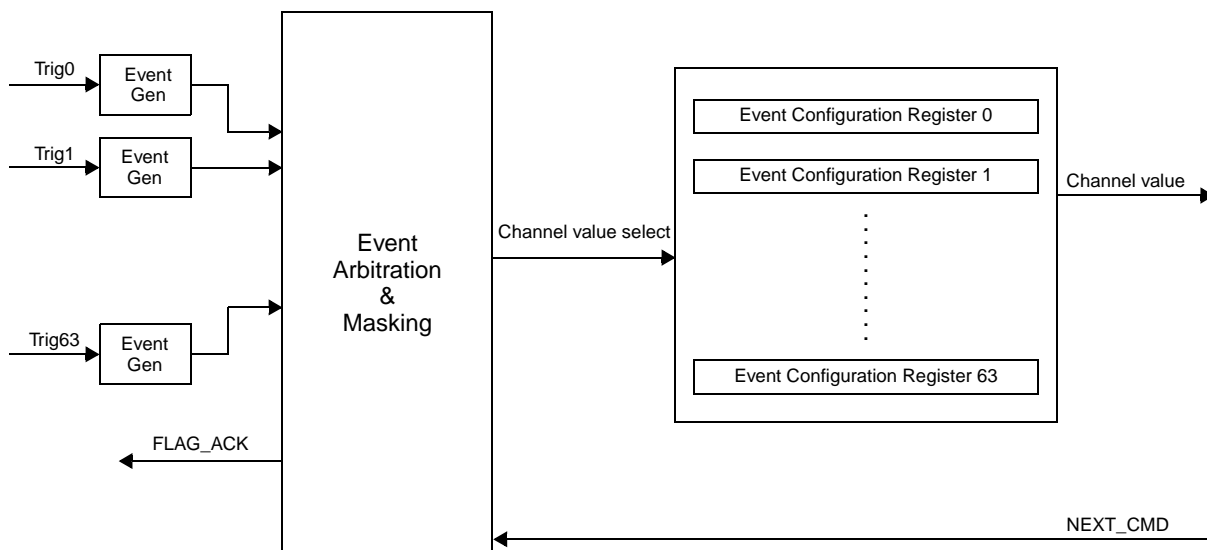 Trig0
Event
Gen
Trig1
Event
Gen
Trig63
Event
Gen
FLAG_ACK
Event
Arbitration
&
Masking
Channel value select
Event Configuration Register 0
Event Configuration Register 1
Event Configuration Register 63
Channel value
NEXT_CMD